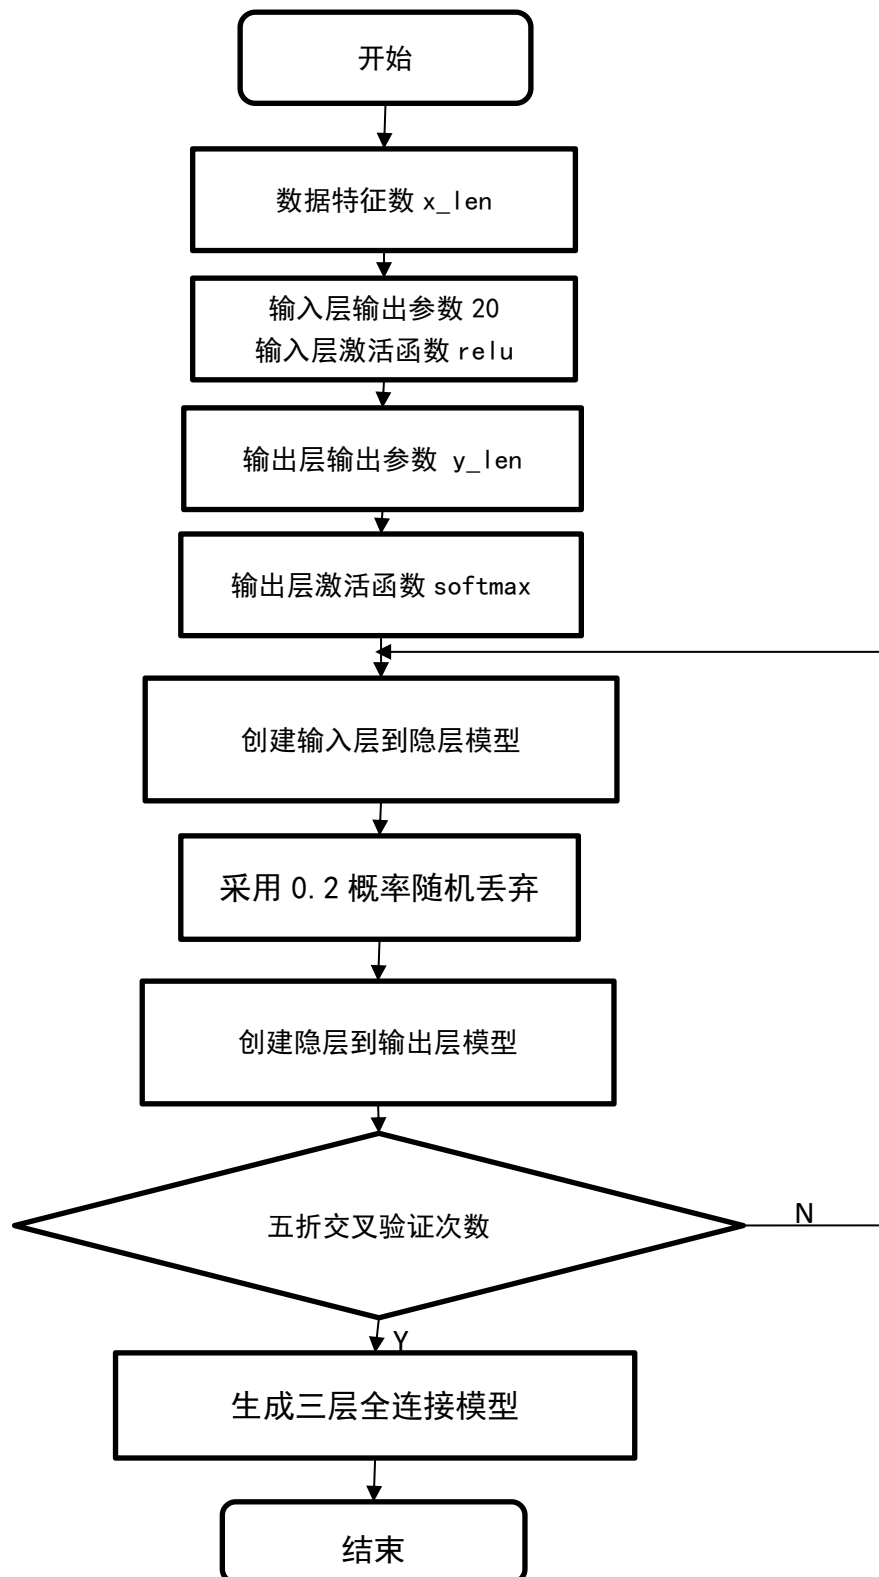 开始
数据特征数 x_len
输入层输出参数 20
输入层激活函数 relu
输出层输出参数 y_len
输出层激活函数 softmax
创建输入层到隐层模型
采用 0.2 概率随机丢弃
创建隐层到输出层模型
五折交叉验证次数
N
Y
生成三层全连接模型
结束